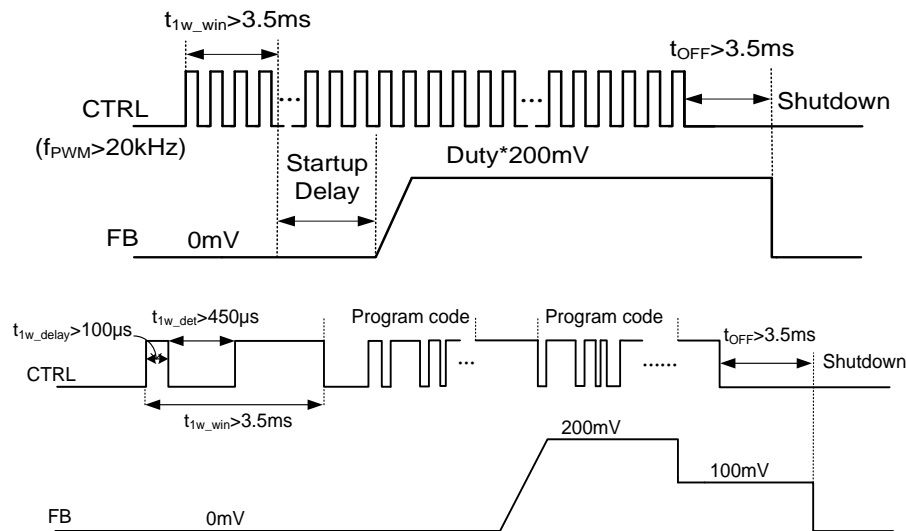 t1w_win>3.5ms
tOFF>3.5ms
CTRL
(fPWM>20kHz)
...
...
Shutdown
Startup
Delay
Duty*200mV
FB
0mV
t1w_delay>100µs
t1w_det>450µs
Program code
Program code
tOFF>3.5ms
CTRL
...
......
Shutdown
t1w_win>3.5ms
200mV
100mV
FB
0mV